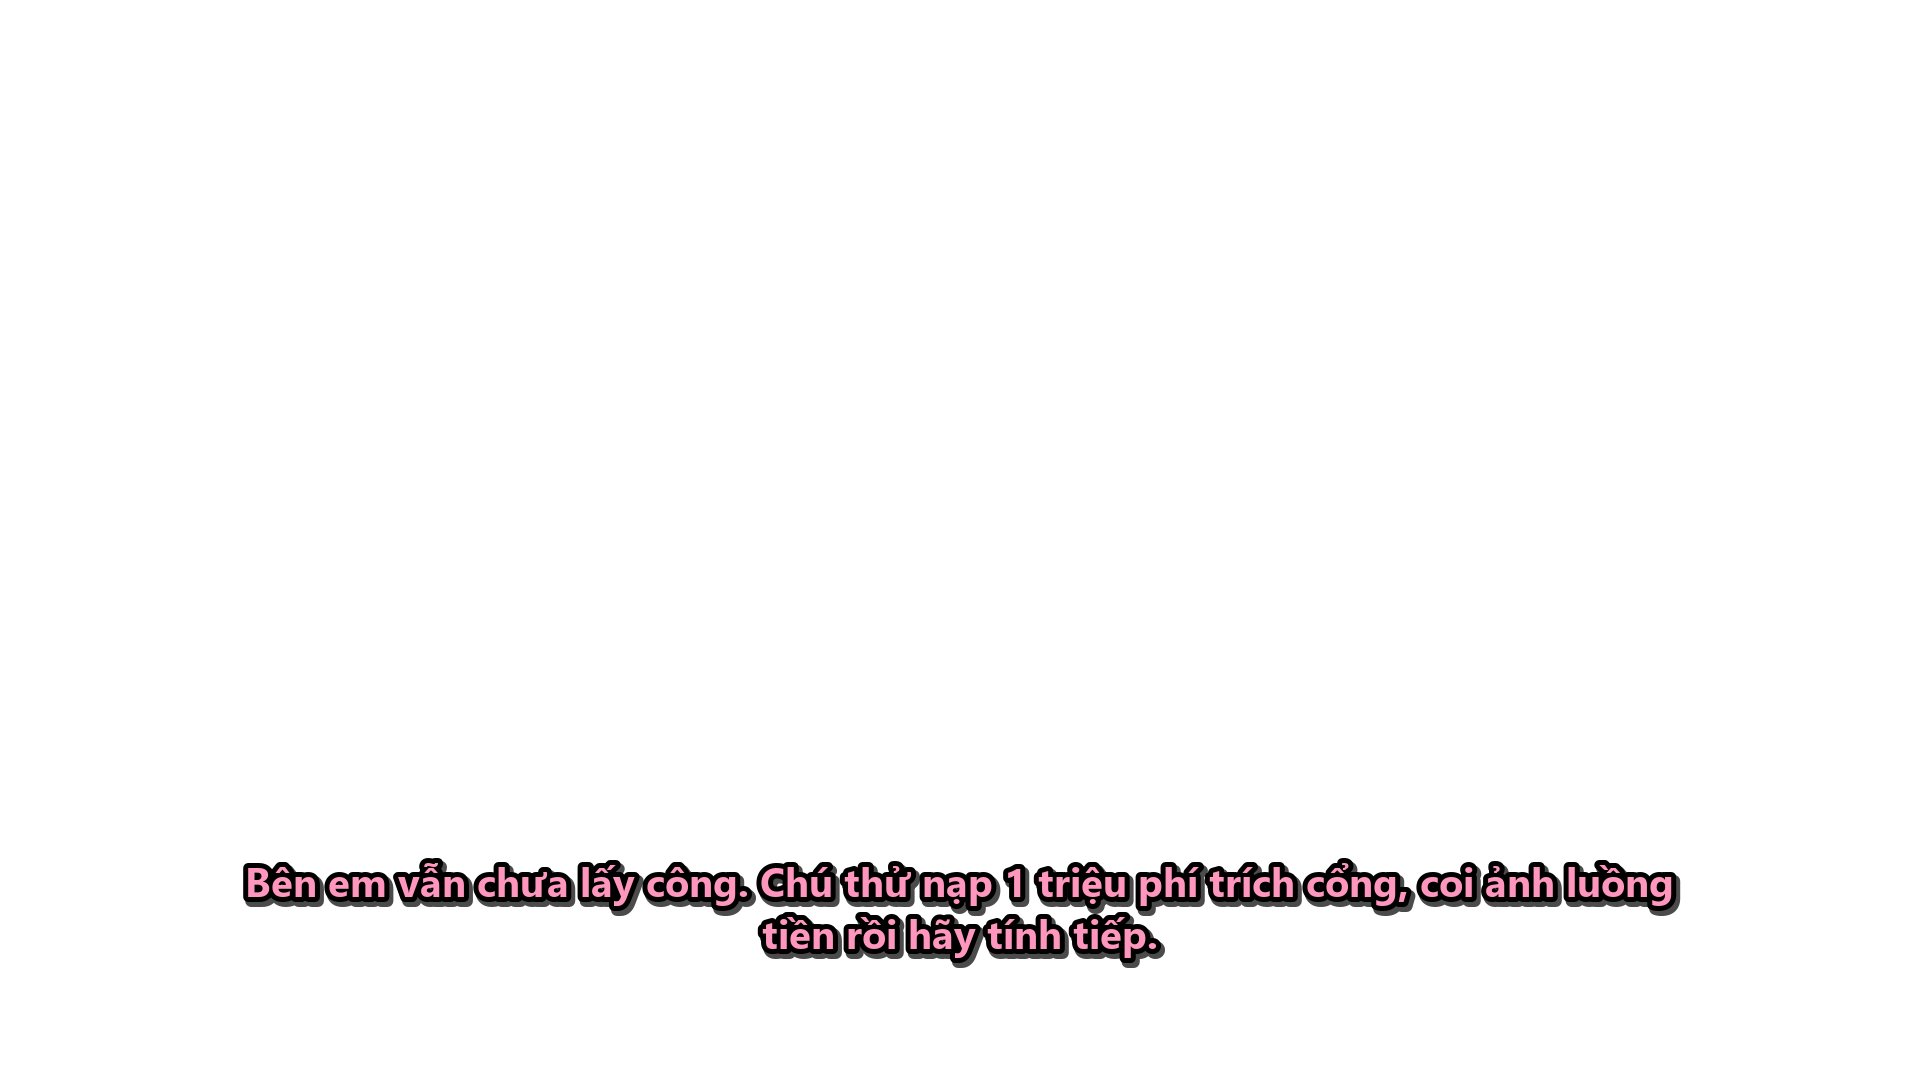 Bên em vẫn chưa lấy công. Chú thử nạp 1 triệu phí trích cổng, coi ảnh luồng
tiền rồi hãy tính tiếp.